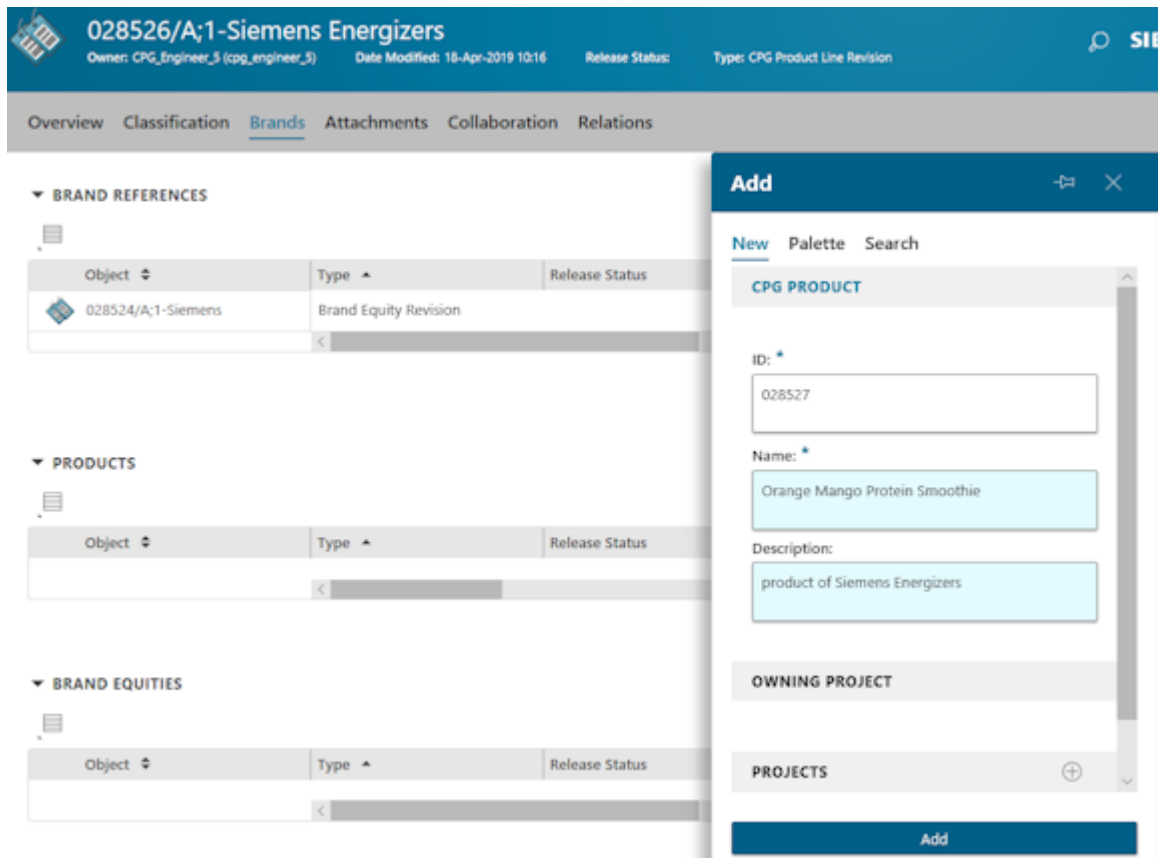 028526/A;1-Siemens Energizers
Owner: CPG_Engineer_5 (cpg_engineer_5) Date Modified: 18-Apr-2019 10:16 Release Status: Type: CPG Product Line Revision
SIE
Overview Classification Brands Attachments Collaboration Relations
BRAND REFERENCES
Object Type Release Status
028524/A;1-Siemens Brand Equity Revision
PRODUCTS
Object Type Release Status
BRAND EQUITIES
Object Type Release Status
Add
New Palette Search
CPG PRODUCT
ID: *
028527
Name: *
Orange Mango Protein Smoothie
Description:
product of Siemens Energizers
OWNING PROJECT
PROJECTS
Add